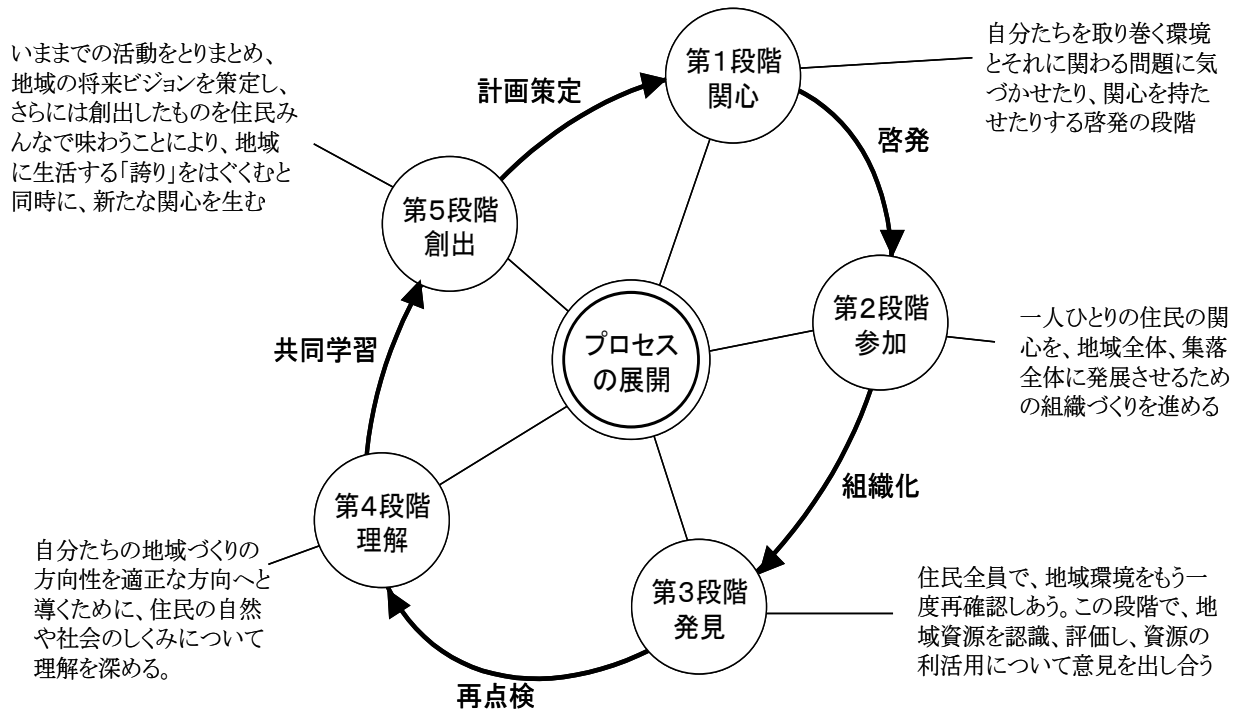 いままでの活動をとりまとめ、
地域の将来ビジョンを策定し、
さらには創出したものを住民み
んなで味わうことにより、地域
に生活する「誇り」をはぐくむと
同時に、新たな関心を生む
計画策定
第1段階
関心
自分たちを取り巻く環境
とそれに関わる問題に気
づかせたり、関心を持た
せたりする啓発の段階
啓発
第5段階
創出
第2段階
参加
一人ひとりの住民の関
心を、地域全体、集落
全体に発展させるため
の組織づくりを進める
プロセス
の展開
共同学習
組織化
第4段階
理解
自分たちの地域づくりの
方向性を適正な方向へと
導くために、住民の自然
や社会のしくみについて
理解を深める。
第3段階
発見
住民全員で、地域環境をもう一
度再確認しあう。この段階で、地
域資源を認識、評価し、資源の
利活用について意見を出し合う
再点検